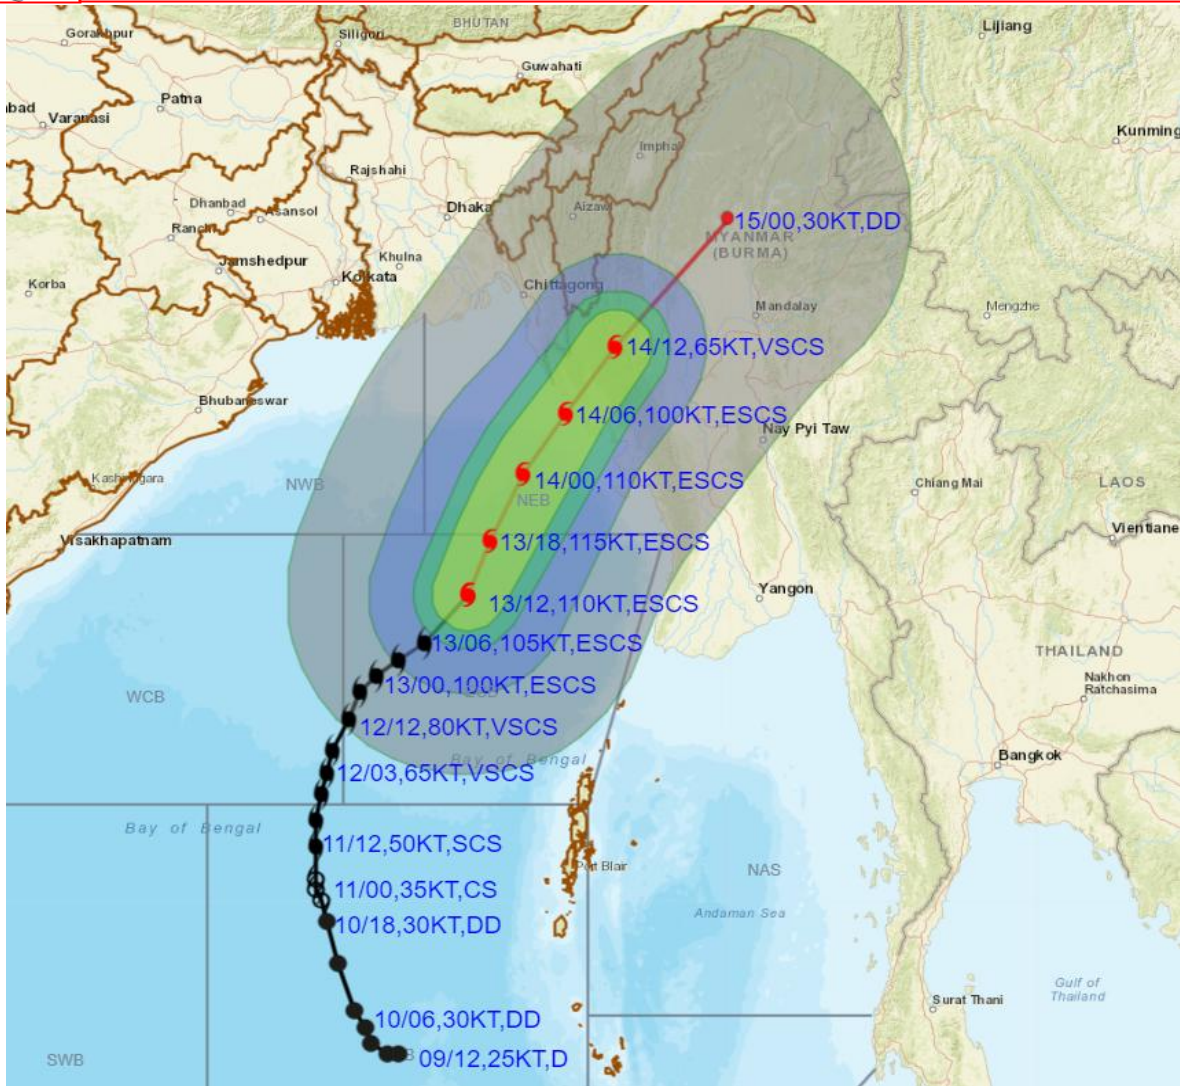 BHUTAN
Lijiang
Gorakhpur
Siliguri
Guwahati
Patna
Varanasi
Kunming
Imphal
Rajshahi
Dhanbad
Asansol
Dhaka
Aizawl
15/00,30KT,DD
Ranchi
MYANMAR
(BURMA)
Jamshedpur
Khulna
Kolkata
Korba
Chittagong
Mandalay
Mengzhe
14/12,65KT,VSCS
Bhubaneswar
14/06,100KT,ESCS
Nay Pyi Taw
NWB
14/00,110KT,ESCS
Chiang Mai
LAOS
NEB
Vientiane
Visakhapatnam
13/18,115KT,ESCS
Yangon
13/12,110KT,ESCS
13/06,105KT,ESCS
THAILAND
Nakhon
Ratchasima
WCB
13/00,100KT,ESCS
12/12,80KT,VSCS
Bay of Bengal
Bangkok
12/03,65KT,VSCS
Bay of Bengal
11/12,50KT,SCS
Port Blair
NAS
11/00,35KT,CS
Andaman Sea
10/18,30KT,DD
Gulf of
Thailand
Surat Thani
10/06,30KT,DD
SWB
09/12,25KT,D